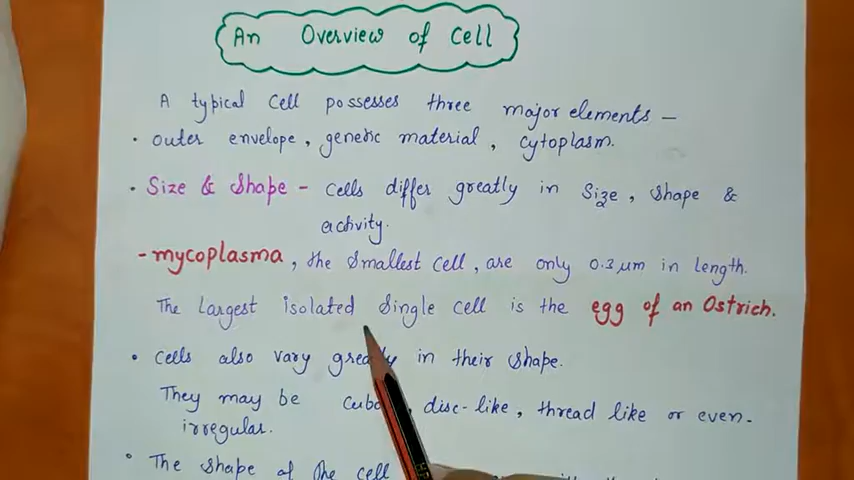 An Overview of Cell
A typical Cell possesses three major elements -
• outer envelope, genetic material, cytoplasm.
• Size & Shape - cells differ greatly in Size, Shape &
activity.
- mycoplasma, the smallest cell, are only 0.3 µm in length.
The largest isolated single cell is the egg of an Ostrich.
• Cells also vary greatly in their shape.
They may be disc-like, thread like or even-
irregular.
• The shape of the cell